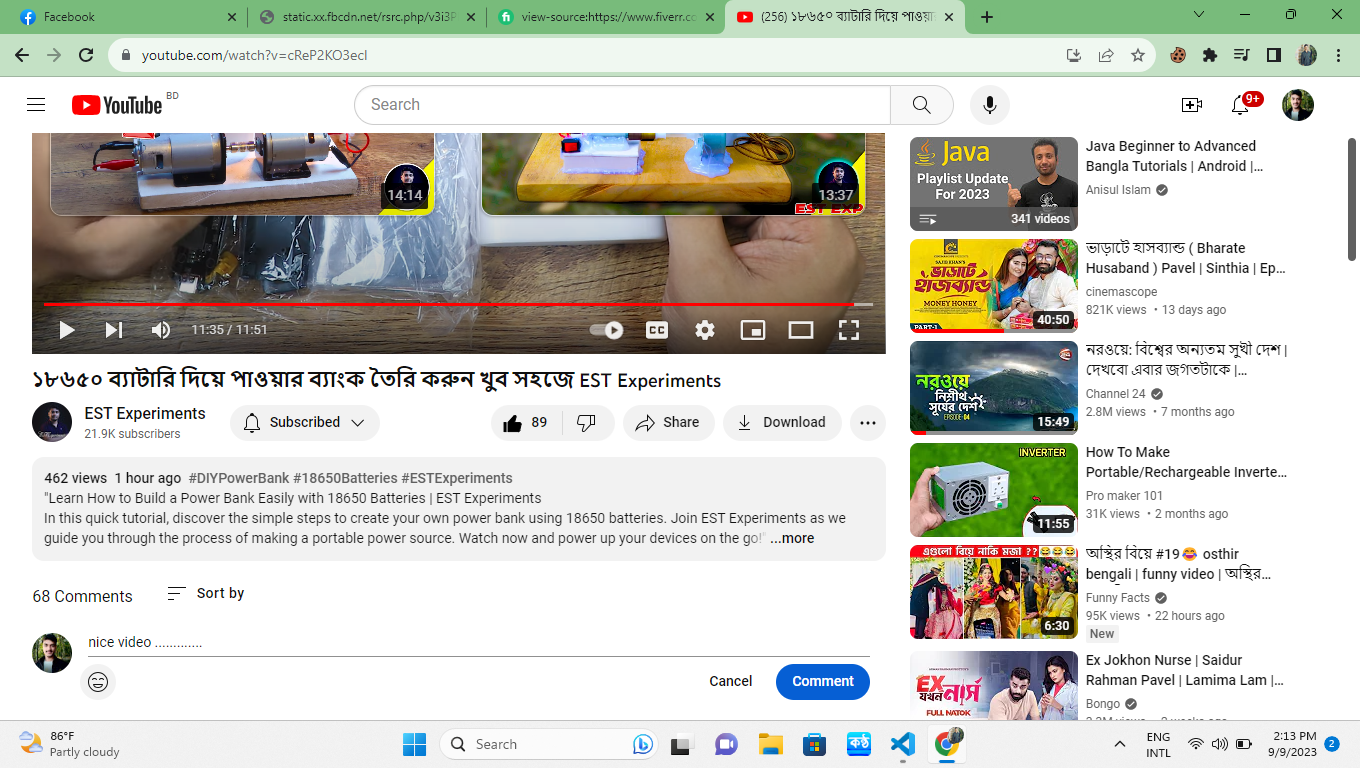 Facebook
static.xx.fbcdn.net/rsrc.php/v3i3P
view-source:https://www.fiverr.co
(256) ১৮৬৫০ ব্যাটারি দিয়ে পাওয়া
youtube.com/watch?v=cReP2KO3ecI
YouTube BD
Search
9+
14:14
13:37
EST EXP
11:35 / 11:51
CC
১৮৬৫০ ব্যাটারি দিয়ে পাওয়ার ব্যাংক তৈরি করুন খুব সহজে EST Experiments
EST Experiments
21.9K subscribers
Subscribed
89
Share
Download
462 views 1 hour ago #DIYPowerBank #18650Batteries #ESTExperiments
"Learn How to Build a Power Bank Easily with 18650 Batteries | EST Experiments
In this quick tutorial, discover the simple steps to create your own power bank using 18650 batteries. Join EST Experiments as we
guide you through the process of making a portable power source. Watch now and power up your devices on the go!" ...more
68 Comments
Sort by
nice video .............
Cancel
Comment
Java
Playlist Update
For 2023
341 videos
Java Beginner to Advanced
Bangla Tutorials | Android |...
Anisul Islam
SAJIB KHAN'S
ভাড়াটে
হাজব্যান্ড
MONEY HONEY
PART-1
40:50
ভাড়াটে হাসব্যান্ড ( Bharate
Husaband ) Pavel | Sinthia | Ep...
cinemascope
821K views • 13 days ago
নরওয়ে
নিশীথ
সূর্যের দেশ
EPISODE-04
15:49
নরওয়ে: বিশ্বের অন্যতম সুখী দেশ |
দেখবো এবার জগতটাকে |...
Channel 24
2.8M views • 7 months ago
INVERTER
11:55
How To Make
Portable/Rechargeable Inverte...
Pro maker 101
31K views • 2 months ago
এগুলো বিয়ে নাকি মজা ??😂😂😂
6:30
অস্থির বিয়ে #19😂 osthir
bengali | funny video | অস্থির...
Funny Facts
95K views • 22 hours ago
New
EX
যখন
নার্স
FULL NATOK
Ex Jokhon Nurse | Saidur
Rahman Pavel | Lamima Lam |...
Bongo
86°F
Partly cloudy
Search
কন্ঠ
ENG
INTL
2:13 PM
9/9/2023
2